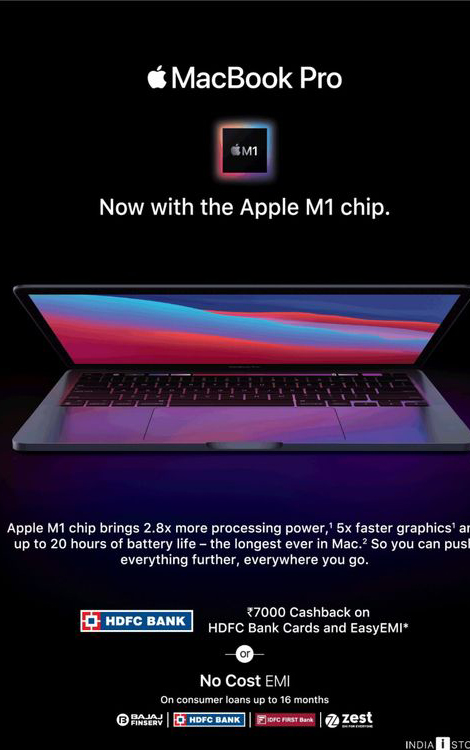 MacBook Pro
M1
Now with the Apple M1 chip.
Apple M1 chip brings 2.8x more processing power,¹ 5x faster graphics¹ a
up to 20 hours of battery life – the longest ever in Mac.² So you can pus
everything further, everywhere you go.
HDFC BANK
₹7000 Cashback on
HDFC Bank Cards and EasyEMI*
or
No Cost EMI
On consumer loans up to 16 months
BAJAJ FINSERV | HDFC BANK | IDFC FIRST Bank | zest
INDIA iSTO